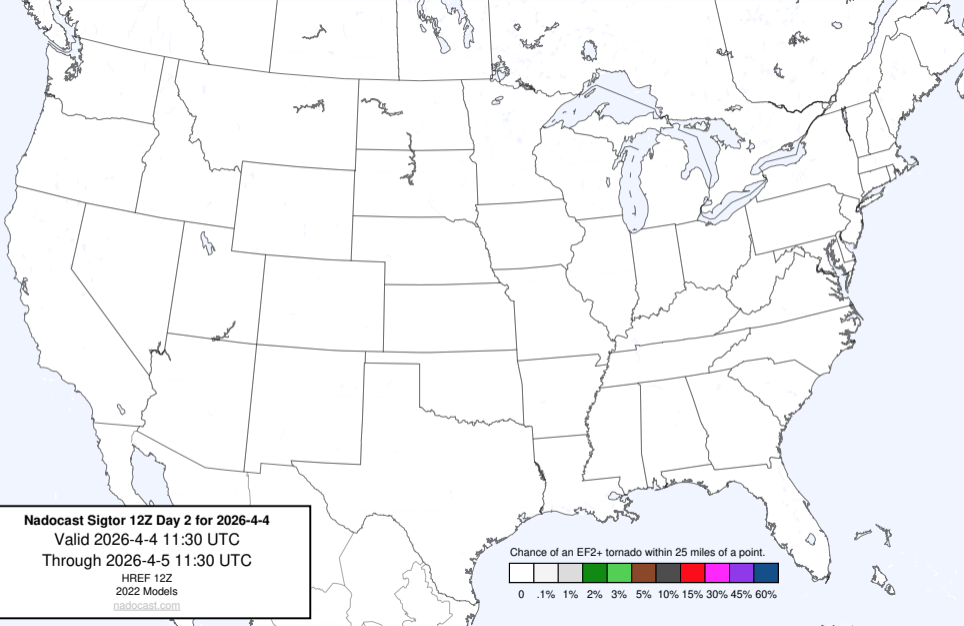 Nadocast Sigtor 12Z Day 2 for 2026-4-4
Valid 2026-4-4 11:30 UTC
Through 2026-4-5 11:30 UTC
HREF 12Z
2022 Models
nadocast.com
Chance of an EF2+ tornado within 25 miles of a point.
0 .1% 1% 2% 3% 5% 10% 15% 30% 45% 60%